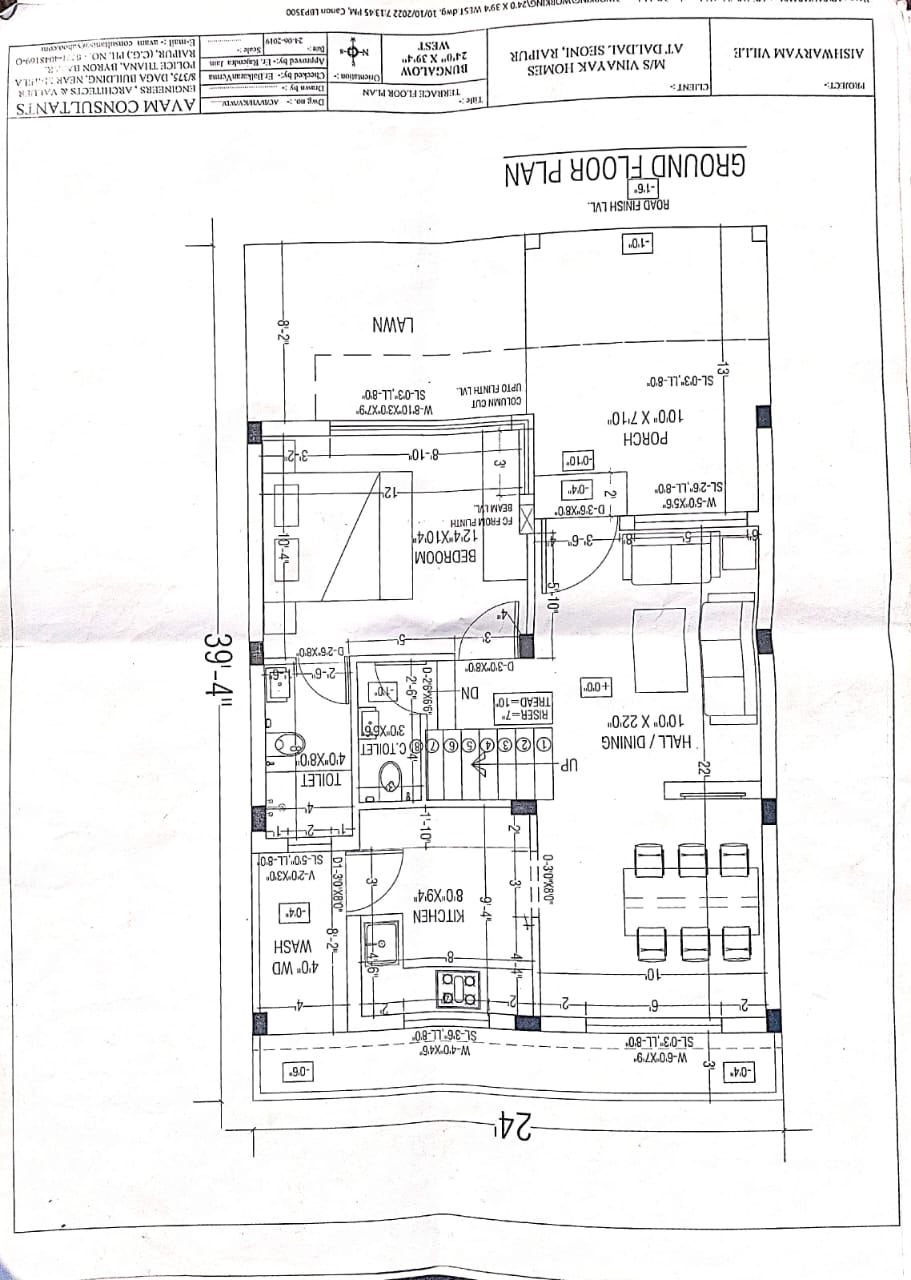 24'
-0'4"
3'
-0'6"
W-6'0"X7'9"
SL-0'3",LL-8'0"
W-4'0"X4'6"
SL-3'6",LL-8'0"
2' 6' 2' 2' 2'
4'
10'
8'
4'-4"
4'-6"
4'0" WD
WASH
-0'4"
8'-2"
KITCHEN
8'0"X9'4"
9'-4"
3'
3'
V-2'0"X3'0"
SL-5'0",LL-8'0"
D1-3'0"X8'0"
O-3'0"X8'0"
2'
1'-10"
1' 2' 1'
4'
TOILET
4'0"X8'0"
8'
22'
UP
1 2 3 4 5 6 7 8
4'
C.TOILET
3'0"X5'6"
HALL / DINING
10'0" X 22'0"
RISER=7"
TREAD=10"
DN
-1'0"
2'-6"
D-2'6"X6'6"
+0'0"
D-3'0"X8'0"
2'-6" 1'-6"
D-2'6"X8'0"
3' 5'
4"
39'-4"
5'-10"
6" 5' 8" 3'-6" 4"
BEDROOM
12'4"X10'4"
10'-4"
FC FROM PLINTH
BEAM LVL
W-5'0"X5'6"
SL-2'6",LL-8'0"
D-3'6"X8'0"
-0'4"
2'
12'
-0'10"
3'
8'-10" 3'-2"
PORCH
10'0" X 7'10"
SL-0'3",LL-8'0"
13'
COLUMN CUT
UPTO PLINTH LVL.
W-8'10"X3'0"X7'9"
SL-0'3",LL-8'0"
LAWN
8'-2"
-1'0"
ROAD FINISH LVL.
-1'6"
GROUND FLOOR PLAN
PROJECT:-
AISHWARYAM VILLE
CLIENT :-
M/S VINAYAK HOMES
AT.DALDAL SEONI, RAIPUR
Title :-
TERRACE FLOOR PLAN
BUNGALOW
24'0" X 39'4"
WEST
Orientation:-
N
Dwg no. :-
Drawn by :-
Checked by:- Er.BalkaranVerma
Approved by:- Er. Rajendra Jain
Date :-
24-06-2019
Scale :-
AVAM CONSULTANTS
ENGINEERS , ARCHITECTS & VALUER
DAGA BUILDING, NEAR
POLICE THANA, BYRON
RAIPUR, (C.G.) PH. NO.
E-mail :- avam_consultants@yahoo.com
24'0 X 39'4 WEST.dwg, 10/10/2022 7:13:45 PM, Canon LBP3500